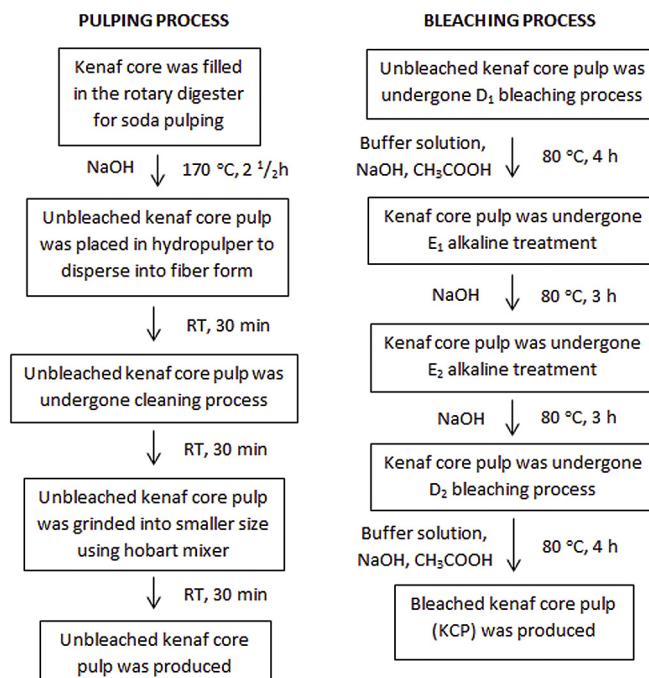 PULPING PROCESS
Kenaf core was filled
in the rotary digester
for soda pulping
NaOH 170 °C, 2 1/2h
Unbleached kenaf core pulp
was placed in hydropulper to
disperse into fiber form
RT, 30 min
Unbleached kenaf core pulp was
undergone cleaning process
RT, 30 min
Unbleached kenaf core pulp
was grinded into smaller size
using hobart mixer
RT, 30 min
Unbleached kenaf core
pulp was produced
BLEACHING PROCESS
Unbleached kenaf core pulp was
undergone D₁ bleaching process
Buffer solution,
NaOH, CH₃COOH
80 °C, 4 h
Kenaf core pulp was undergone
E₁ alkaline treatment
NaOH 80 °C, 3 h
Kenaf core pulp was undergone
E₂ alkaline treatment
NaOH 80 °C, 3 h
Kenaf core pulp was undergone
D₂ bleaching process
Buffer solution,
NaOH, CH₃COOH
80 °C, 4 h
Bleached kenaf core pulp
(KCP) was produced